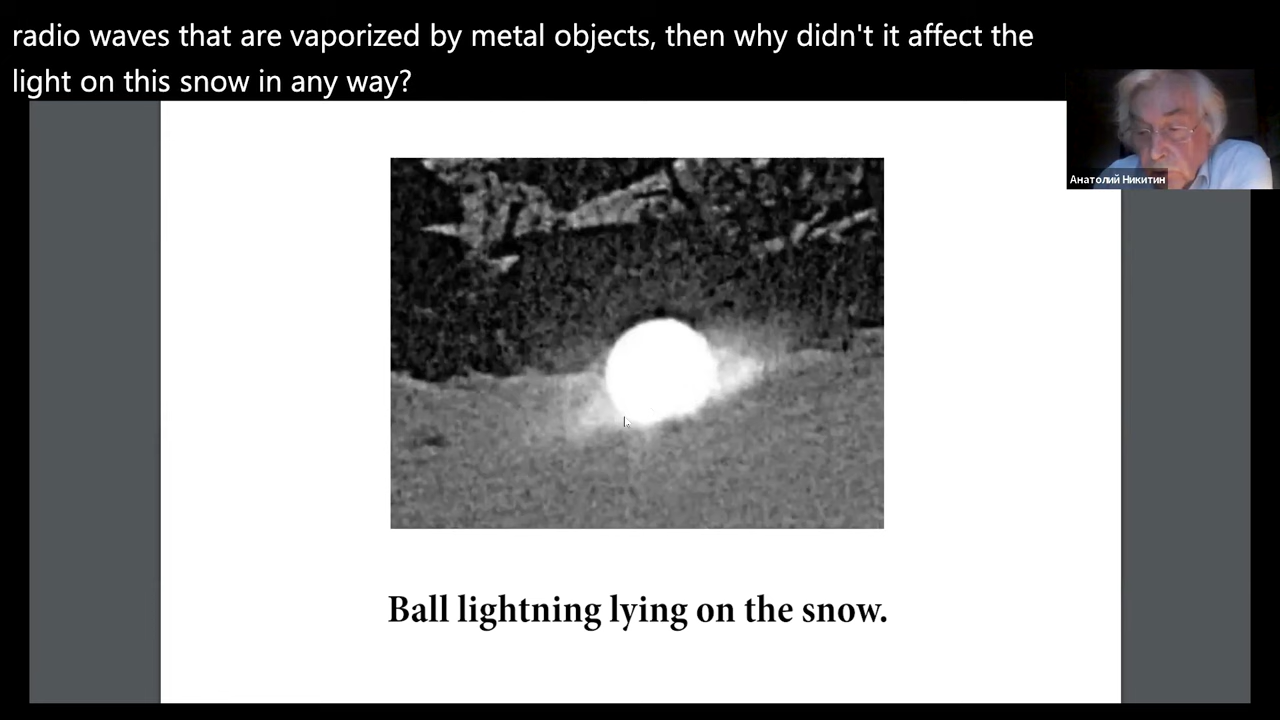 radio waves that are vaporized by metal objects, then why didn't it affect the
light on this snow in any way?
Анатолий Никитин
Ball lightning lying on the snow.